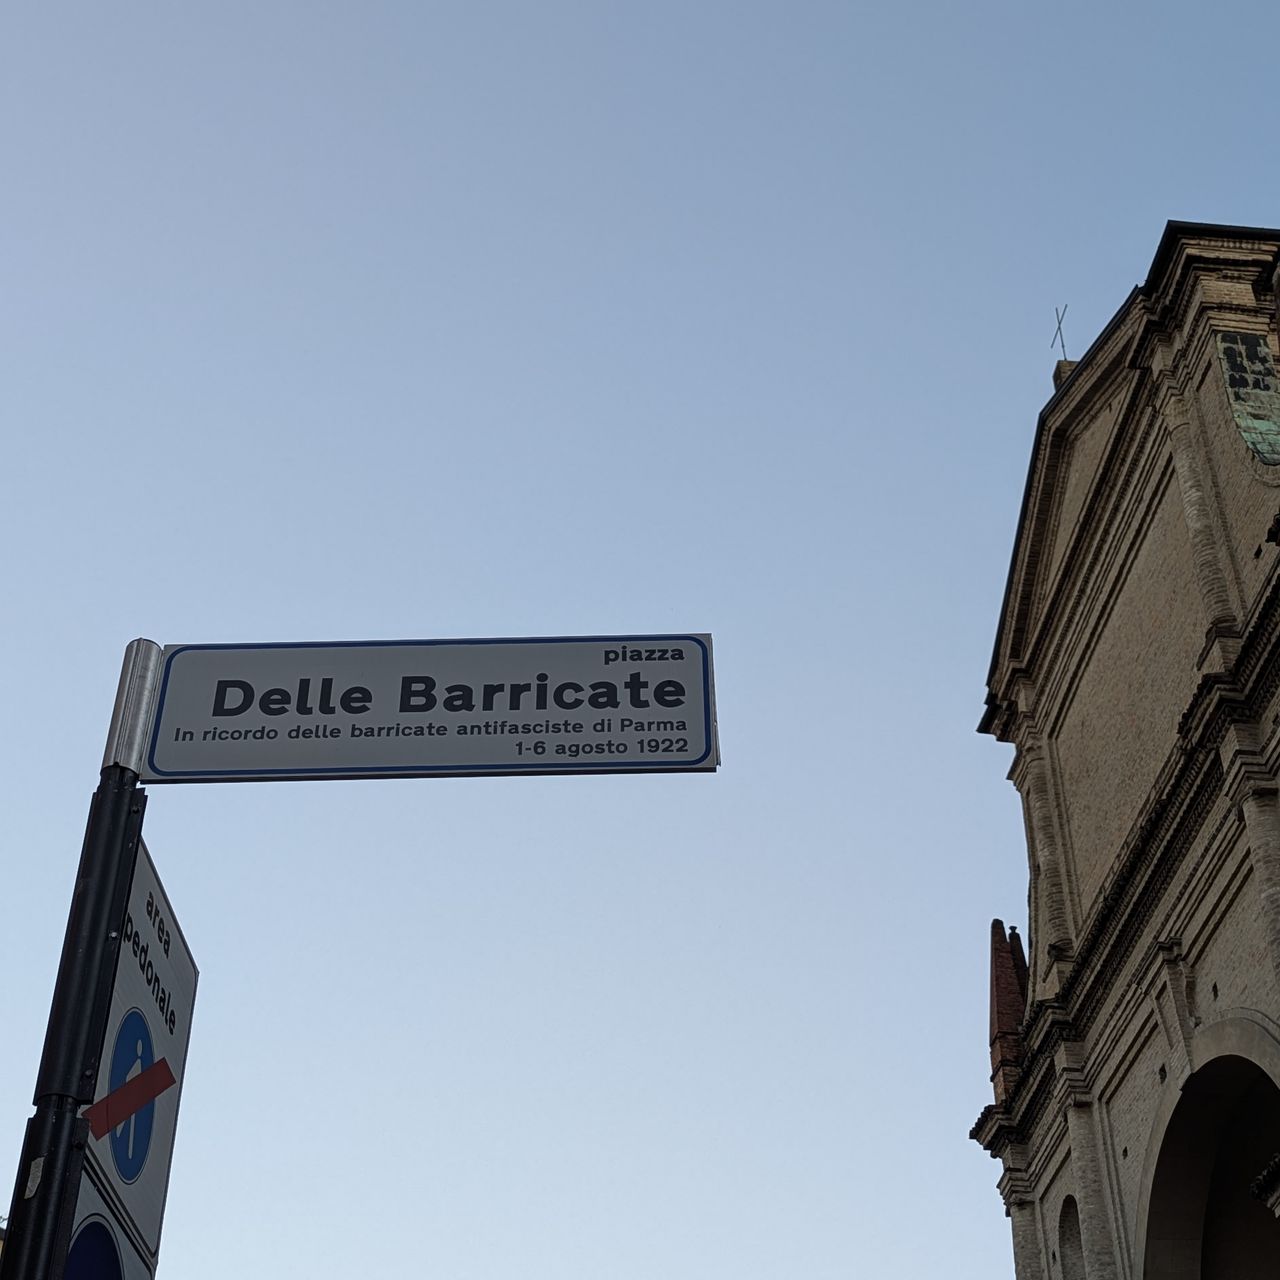 piazza
Delle Barricate
In ricordo delle barricate antifasciste di Parma
1-6 agosto 1922
area
pedonale